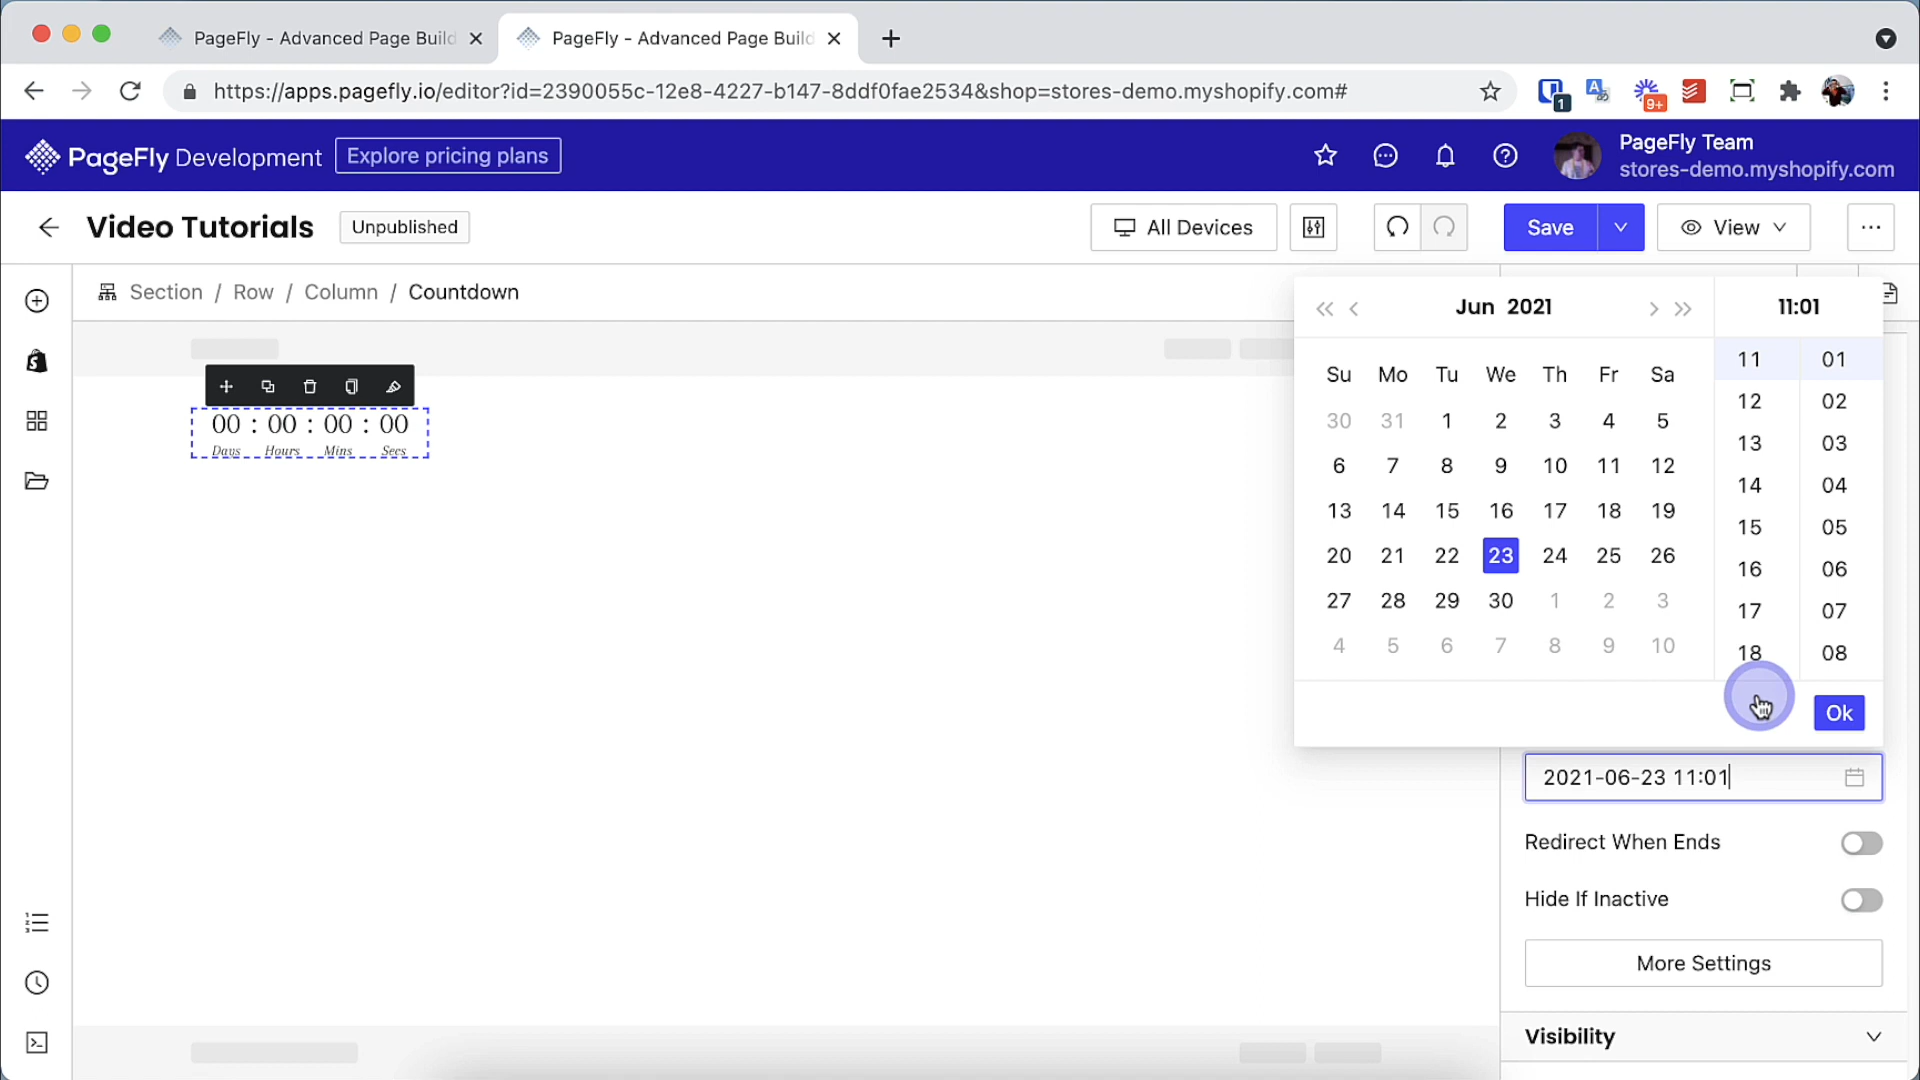 PageFly - Advanced Page Build
PageFly - Advanced Page Build
https://apps.pagefly.io/editor?id=2390055c-12e8-4227-b147-8ddf0fae2534&shop=stores-demo.myshopify.com#
1
9+
PageFly Development
Explore pricing plans
PageFly Team
stores-demo.myshopify.com
Video Tutorials
Unpublished
All Devices
Save
View
Section / Row / Column / Countdown
00 : 00 : 00 : 00
Days Hours Mins Secs
Jun 2021
11:01
Su Mo Tu We Th Fr Sa
30 31 1 2 3 4 5
6 7 8 9 10 11 12
13 14 15 16 17 18 19
20 21 22 23 24 25 26
27 28 29 30 1 2 3
4 5 6 7 8 9 10
11 01
12 02
13 03
14 04
15 05
16 06
17 07
18 08
Ok
2021-06-23 11:01
Redirect When Ends
Hide If Inactive
More Settings
Visibility